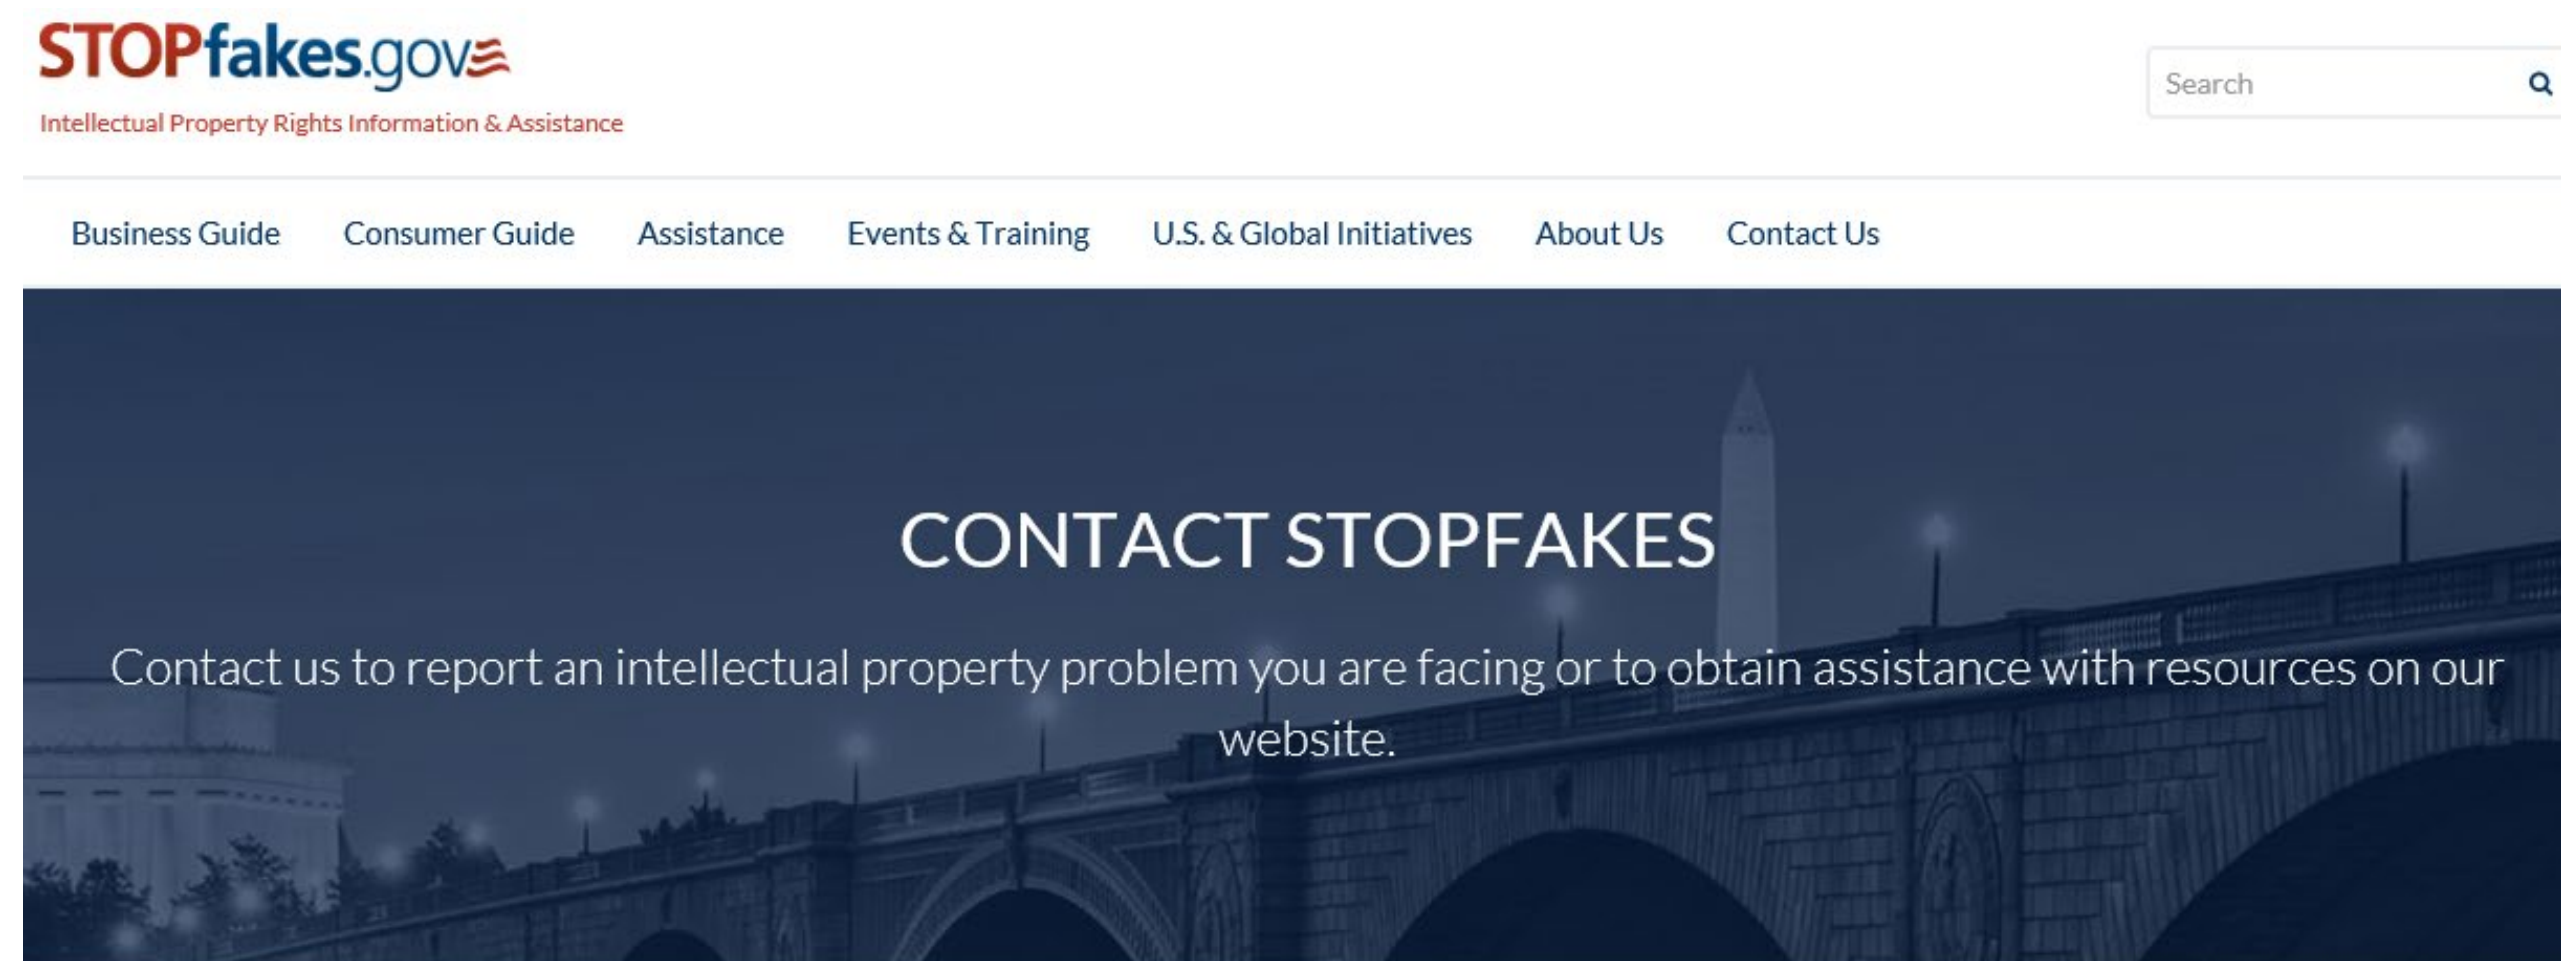 STOPfakes.gov
Intellectual Property Rights Information & Assistance
Search
Business Guide Consumer Guide Assistance Events & Training U.S. & Global Initiatives About Us Contact Us
CONTACT STOPFAKES
Contact us to report an intellectual property problem you are facing or to obtain assistance with resources on our
website.